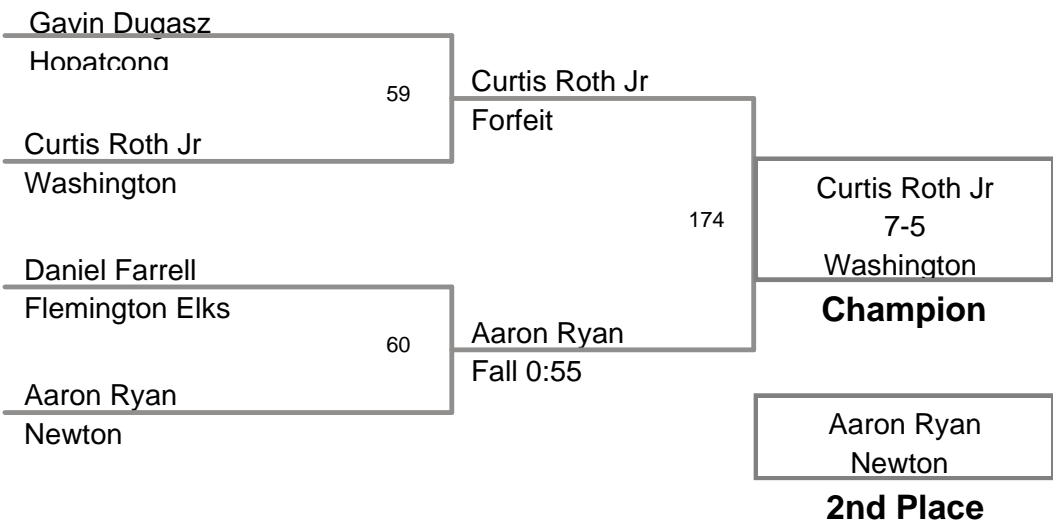 Gavin Dugasz
Hopatcong
59
Curtis Roth Jr
Forfeit
Curtis Roth Jr
Washington
174
Curtis Roth Jr
7-5
Washington
Champion
Daniel Farrell
Flemington Elks
60
Aaron Ryan
Fall 0:55
Aaron Ryan
Newton
Aaron Ryan
Newton
2nd Place